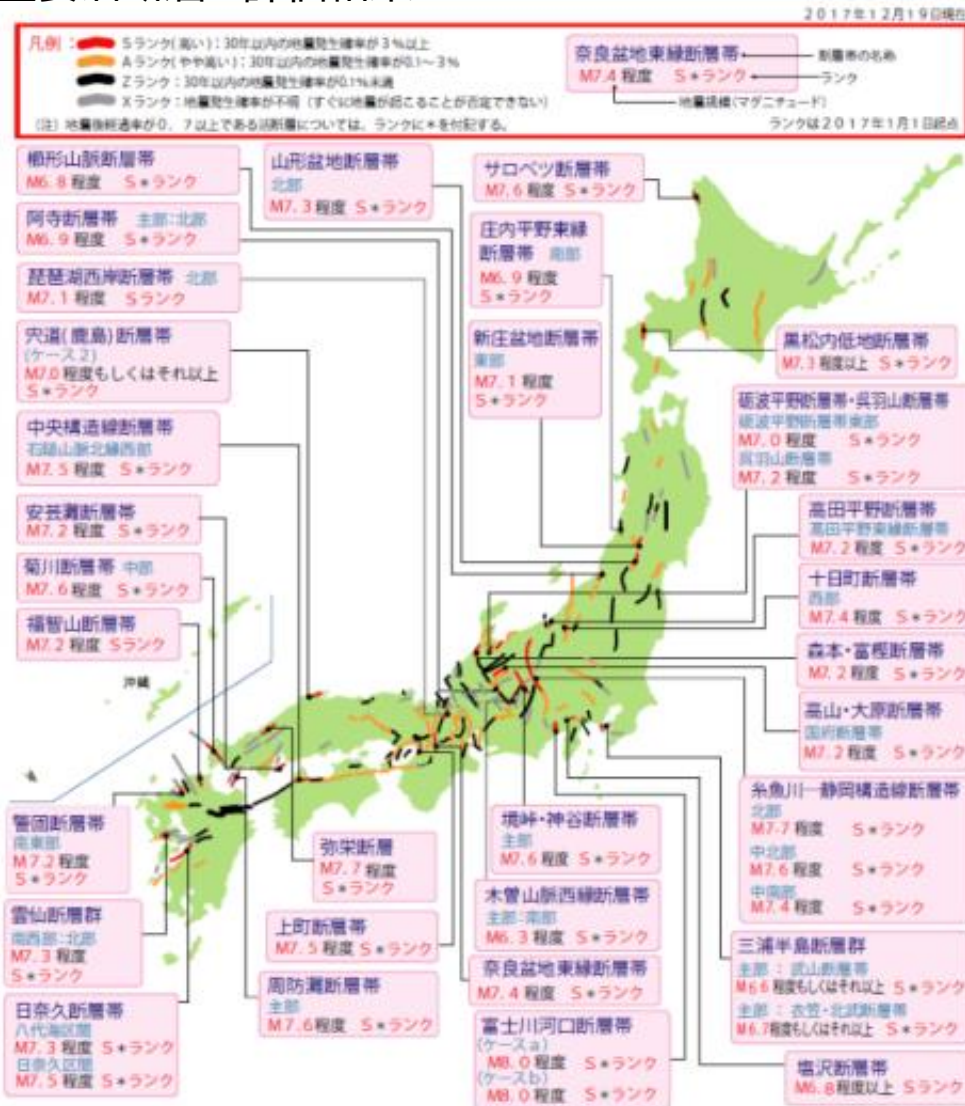 2017年12月19日現在
凡例：
Sランク(高い)：30年以内の地震発生確率が3%以上
Aランク(やや高い)：30年以内の地震発生確率が0.1～3%
Zランク：30年以内の地震発生確率が0.1%未満
Xランク：地震発生確率が不明（すぐに地震が起こることが否定できない）
(注) 地震後経過率が0．7以上である活断層については、ランクに＊を付記する。
奈良盆地東縁断層帯
M7.4 程度 S＊ランク
断層帯の名称
ランク
地震規模(マグニチュード)
ランクは2017年1月1日起点
櫛形山脈断層帯
M6.8 程度 S＊ランク
阿寺断層帯 主部：北部
M6.9 程度 S＊ランク
琵琶湖西岸断層帯 北部
M7.1 程度 Sランク
宍道(鹿島)断層帯
(ケース2)
M7.0 程度もしくはそれ以上
S＊ランク
中央構造線断層帯
石鎚山脈北縁西部
M7.5 程度 S＊ランク
安芸灘断層帯
M7.2 程度 S＊ランク
菊川断層帯 中部
M7.6 程度 S＊ランク
福智山断層帯
M7.2 程度 Sランク
沖縄
山形盆地断層帯
北部
M7.3 程度 S＊ランク
サロベツ断層帯
M7.6 程度 S＊ランク
庄内平野東縁
断層帯 南部
M6.9 程度
S＊ランク
新庄盆地断層帯
東部
M7.1 程度
S＊ランク
黒松内低地断層帯
M7.3 程度以上 S＊ランク
砺波平野断層帯・呉羽山断層帯
砺波平野断層帯東部
M7.0 程度 S＊ランク
呉羽山断層帯
M7.2 程度 S＊ランク
高田平野断層帯
高田平野東縁断層帯
M7.2 程度 S＊ランク
十日町断層帯
西部
M7.4 程度 S＊ランク
森本・富樫断層帯
M7.2 程度 S＊ランク
高山・大原断層帯
国府断層帯
M7.2 程度 S＊ランク
糸魚川―静岡構造線断層帯
北部
M7.7 程度 S＊ランク
中北部
M7.6 程度 S＊ランク
中南部
M7.4 程度 S＊ランク
警固断層帯
南東部
M7.2 程度
S＊ランク
雲仙断層群
南西部：北部
M7.3 程度
S＊ランク
日奈久断層帯
八代海区間
M7.3 程度 S＊ランク
日奈久区間
M7.5 程度 S＊ランク
弥栄断層
M7.7 程度
S＊ランク
上町断層帯
M7.5 程度 S＊ランク
周防灘断層帯
主部
M7.6程度 S＊ランク
境峠・神谷断層帯
主部
M7.6 程度 S＊ランク
木曽山脈西縁断層帯
主部：南部
M6.3 程度 S＊ランク
奈良盆地東縁断層帯
M7.4 程度 S＊ランク
富士川河口断層帯
(ケースa)
M8.0 程度 S＊ランク
(ケースb)
M8.0 程度 S＊ランク
三浦半島断層群
主部：武山断層帯
M6.6 程度もしくはそれ以上 S＊ランク
主部：衣笠・北武断層帯
M6.7程度もしくはそれ以上 S＊ランク
塩沢断層帯
M6.8程度以上 Sランク